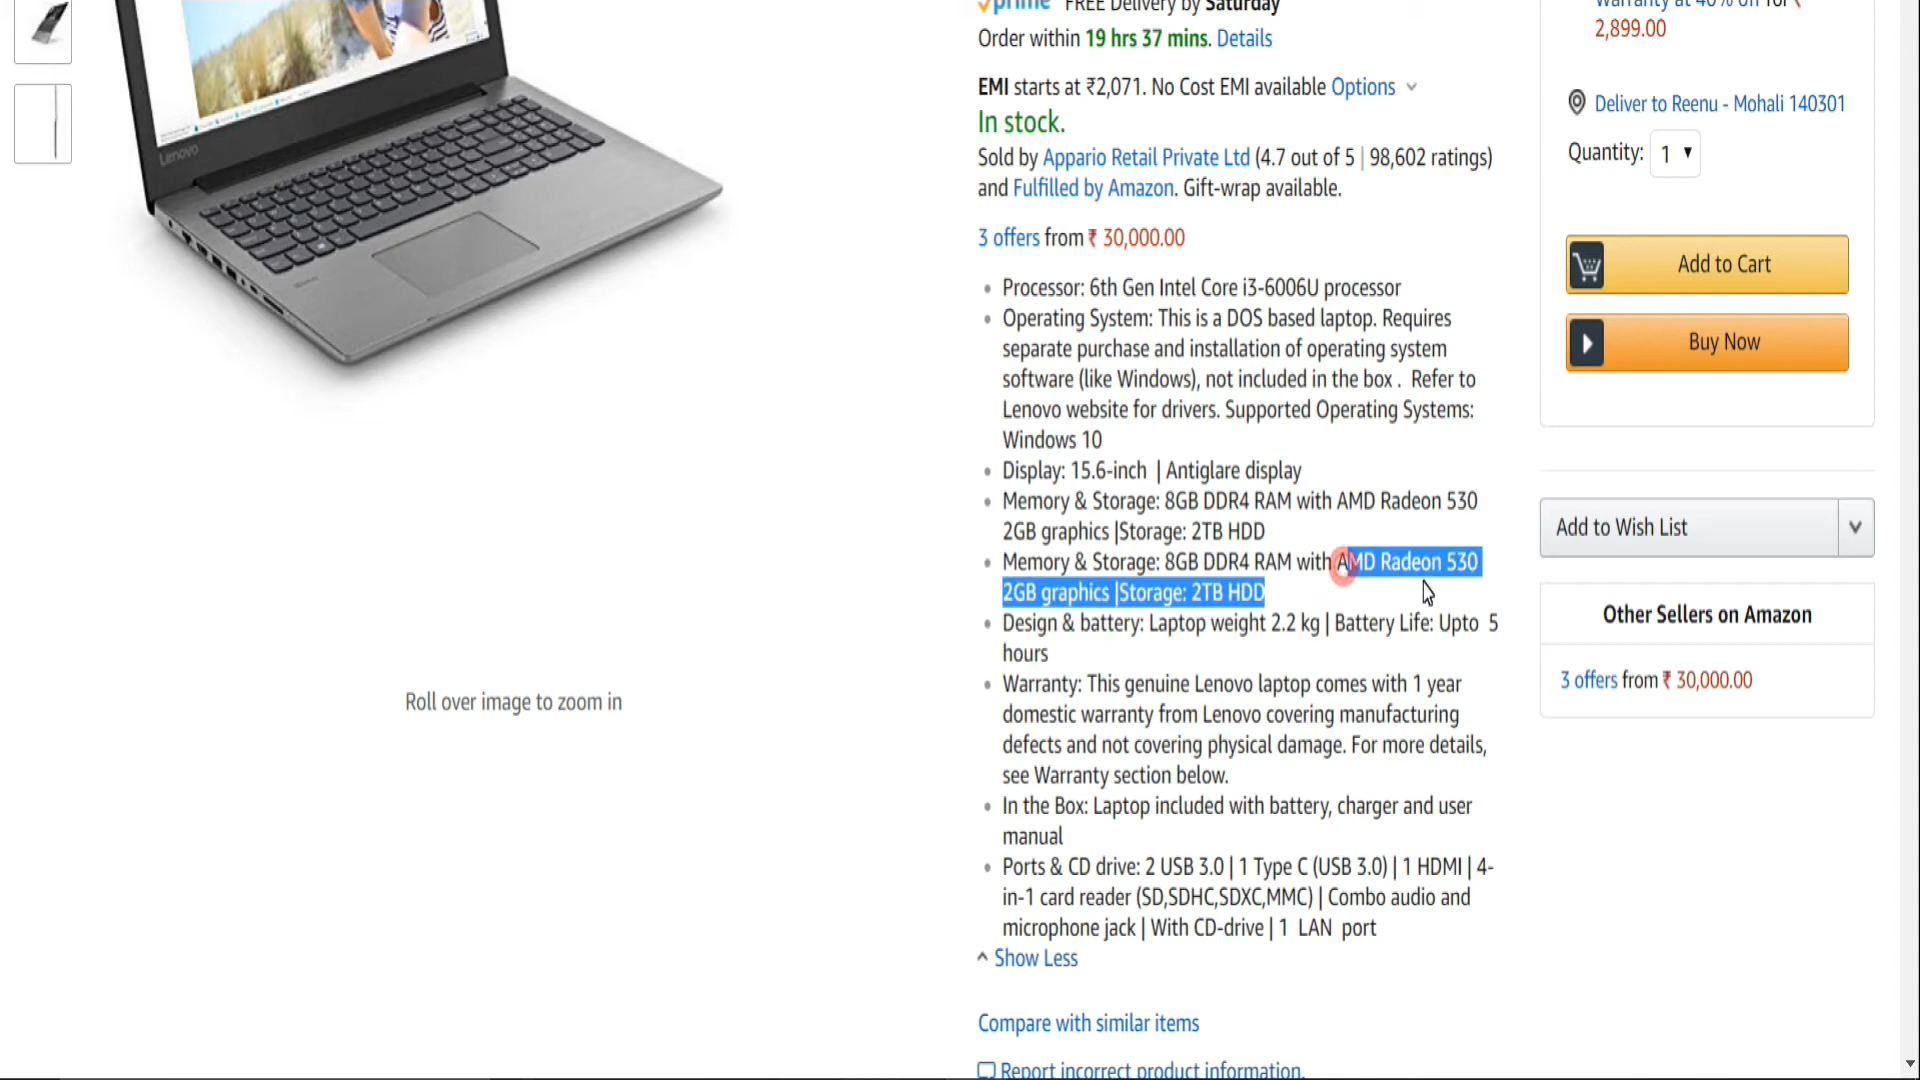 prime FREE Delivery by Saturday
Order within 19 hrs 37 mins. Details
EMI starts at ₹2,071. No Cost EMI available Options
In stock.
Sold by Appario Retail Private Ltd (4.7 out of 5 | 98,602 ratings)
and Fulfilled by Amazon. Gift-wrap available.
3 offers from ₹ 30,000.00
Processor: 6th Gen Intel Core i3-6006U processor
Operating System: This is a DOS based laptop. Requires
separate purchase and installation of operating system
software (like Windows), not included in the box . Refer to
Lenovo website for drivers. Supported Operating Systems:
Windows 10
Display: 15.6-inch | Antiglare display
Memory & Storage: 8GB DDR4 RAM with AMD Radeon 530
2GB graphics |Storage: 2TB HDD
Memory & Storage: 8GB DDR4 RAM with AMD Radeon 530
2GB graphics |Storage: 2TB HDD
Design & battery: Laptop weight 2.2 kg | Battery Life: Upto 5
hours
Warranty: This genuine Lenovo laptop comes with 1 year
domestic warranty from Lenovo covering manufacturing
defects and not covering physical damage. For more details,
see Warranty section below.
In the Box: Laptop included with battery, charger and user
manual
Ports & CD drive: 2 USB 3.0 | 1 Type C (USB 3.0) | 1 HDMI | 4-
in-1 card reader (SD,SDHC,SDXC,MMC) | Combo audio and
microphone jack | With CD-drive | 1 LAN port
Show Less
Compare with similar items
Report incorrect product information.
Lenovo
Roll over image to zoom in
Warranty at 40% off for ₹
2,899.00
Deliver to Reenu - Mohali 140301
Quantity: 1
Add to Cart
Buy Now
Add to Wish List
Other Sellers on Amazon
3 offers from ₹ 30,000.00